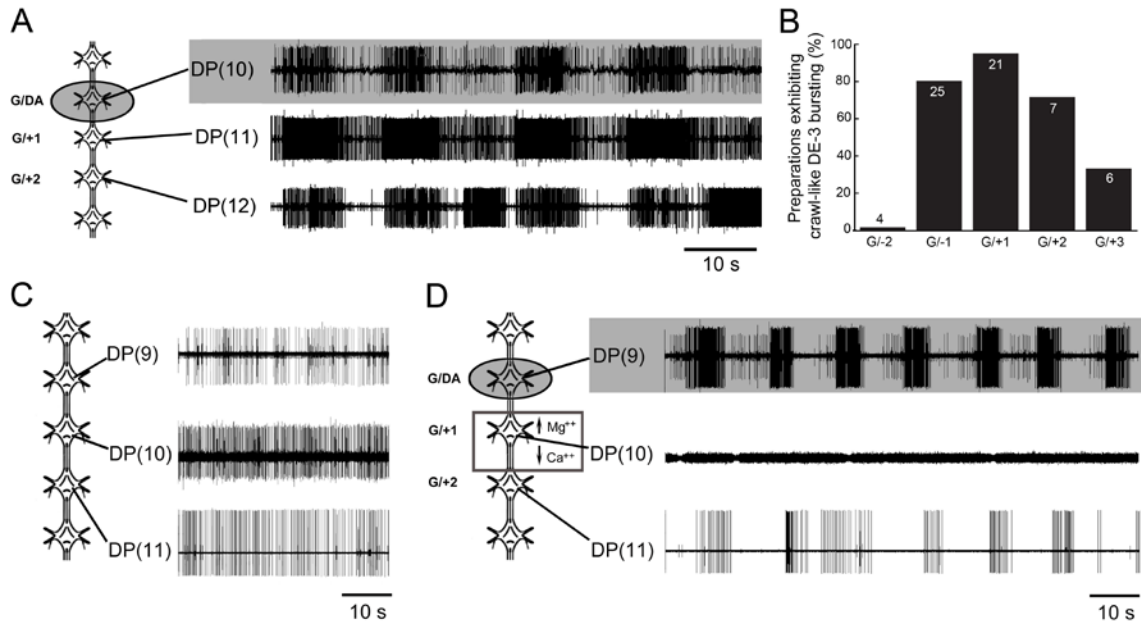 A
DP(10)
G/DA
G/+1
DP(11)
G/+2
DP(12)
10 s
B
Preparations exhibiting
crawl-like DE-3 bursting (%)
100
80
60
40
20
0
4
25
21
7
6
G/-2 G/-1 G/+1 G/+2 G/+3
C
DP(9)
DP(10)
DP(11)
10 s
D
DP(9)
G/DA
G/+1
Mg++
DP(10)
Ca++
G/+2
DP(11)
10 s